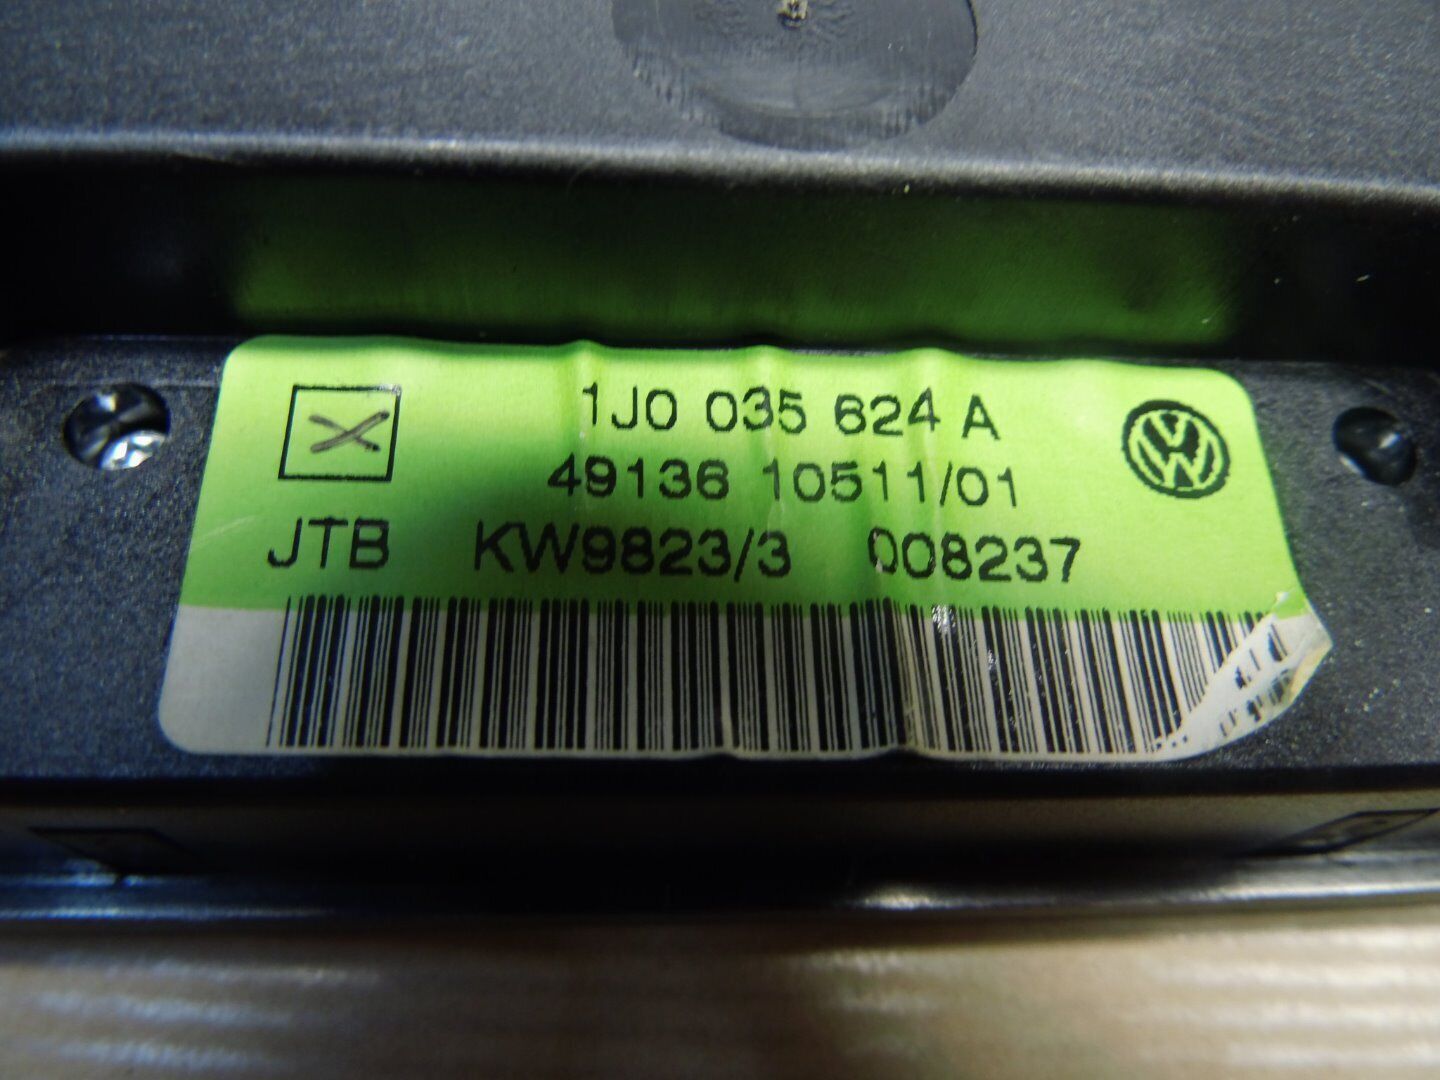 1J0 035 624 A
49136 10511/01
JTB KW9823/3 008237